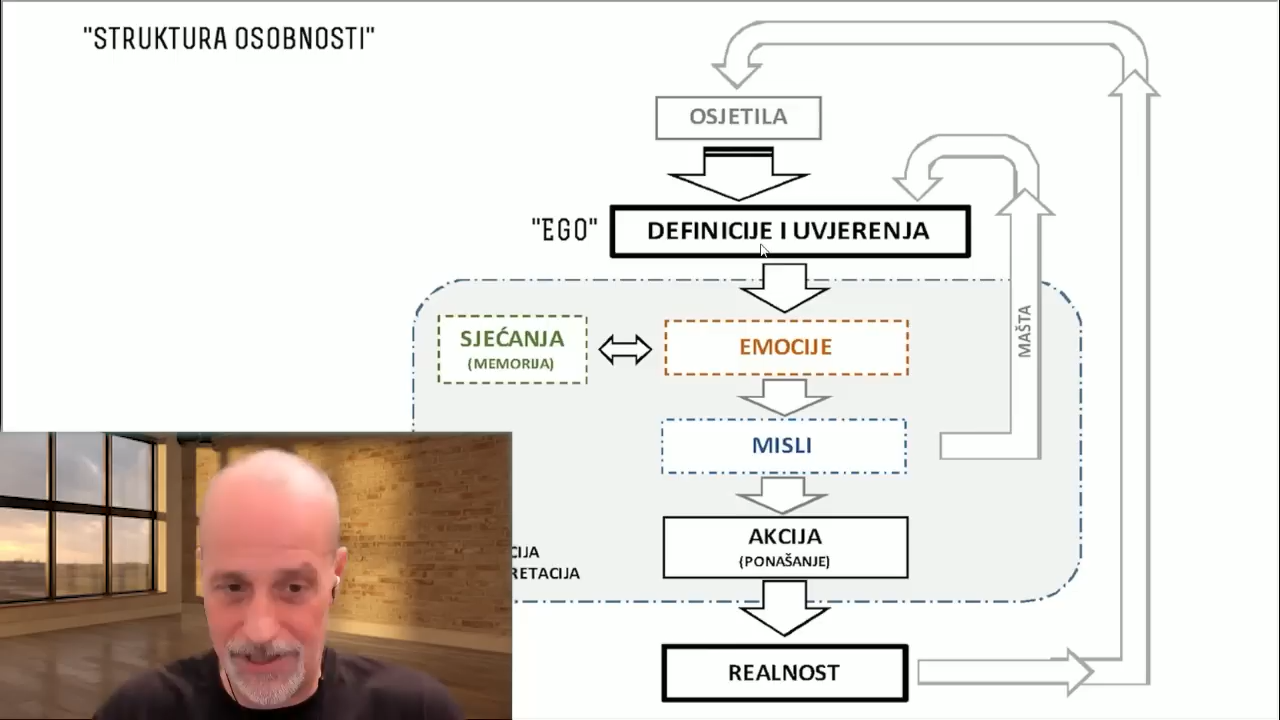 "STRUKTURA OSOBNOSTI"
OSJETILA
"EGO"
DEFINICIJE I UVJERENJA
SJEĆANJA
(MEMORIJA)
EMOCIJE
MAŠTA
MISLI
AKCIJA
(PONAŠANJE)
REALNOST